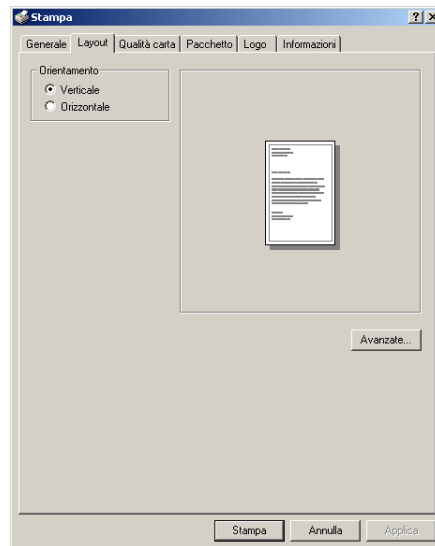 Stampa
Generale Layout Qualità carta Pacchetto Logo Informazioni
Orientamento
Verticale
Orizzontale
Avanzate...
Stampa Annulla Applica